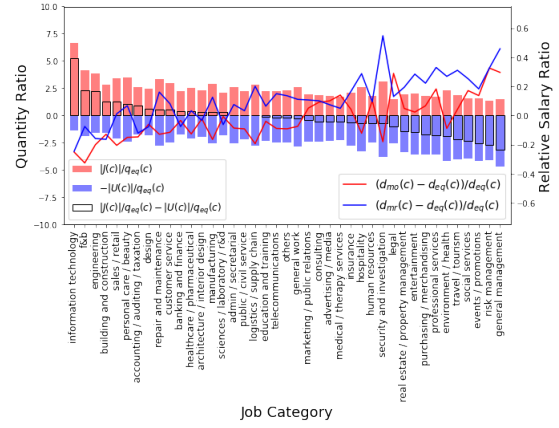 10.0
7.5
5.0
2.5
0.0
−2.5
−5.0
−7.5
−10.0
Quantity Ratio
0.6
0.4
0.2
0.0
−0.2
−0.4
−0.6
Relative Salary Ratio
|J(c)|/q_eq(c)
−|U(c)|/q_eq(c)
|J(c)|/q_eq(c) − |U(c)|/q_eq(c)
(d_mo(c) − d_eq(c))/d_eq(c)
(d_mr(c) − d_eq(c))/d_eq(c)
information technology
f&b
engineering
building and construction
sales / retail
personal care / beauty
accounting / auditing / taxation
design
repair and maintenance
customer service
banking and finance
healthcare / pharmaceutical
architecture / interior design
manufacturing
sciences / laboratory / r&d
admin / secretarial
public / civil service
logistics / supply chain
education and training
telecommunications
others
general work
marketing / public relations
consulting
advertising / media
medical / therapy services
insurance
hospitality
human resources
security and investigation
legal
real estate / property management
entertainment
purchasing / merchandising
professional services
environment / health
travel / tourism
social services
events / promotions
risk management
general management
Job Category